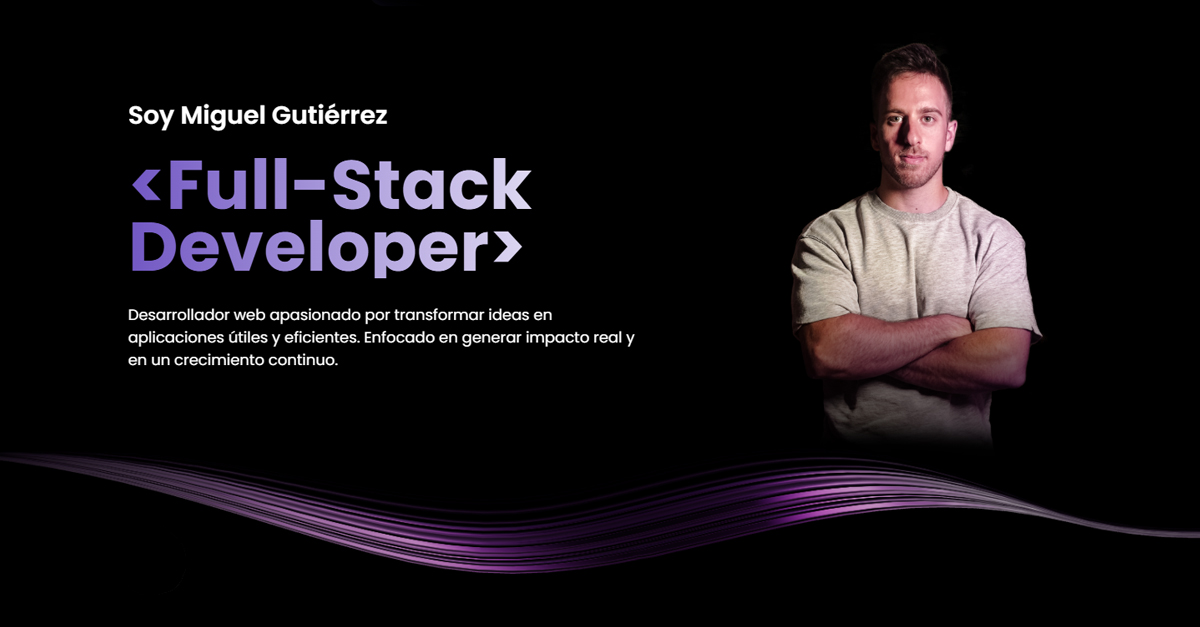 Soy Miguel Gutiérrez
<Full-Stack
Developer>
Desarrollador web apasionado por transformar ideas en
aplicaciones útiles y eficientes. Enfocado en generar impacto real y
en un crecimiento continuo.